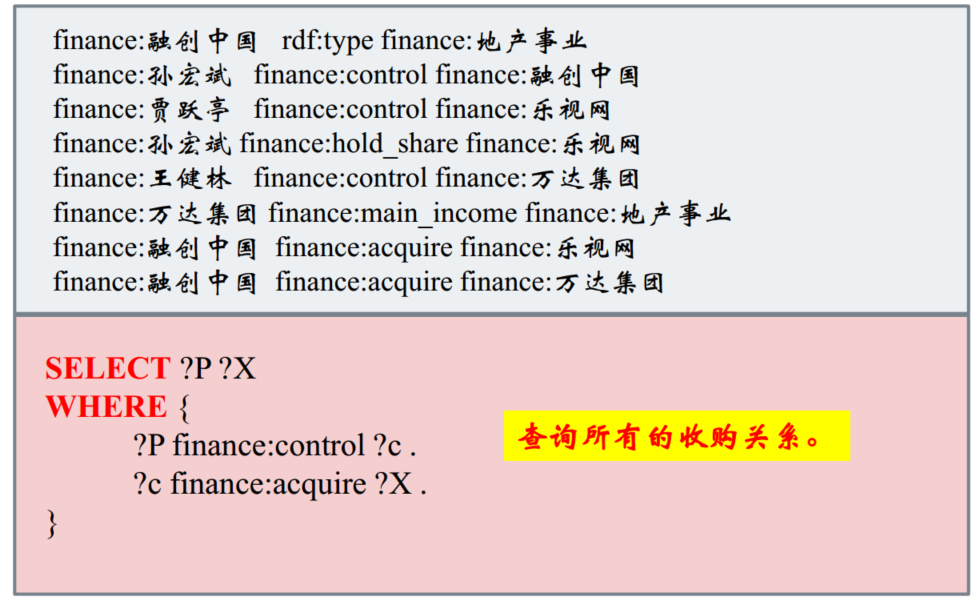 finance:融创中国 rdf:type finance:地产事业
finance:孙宏斌 finance:control finance:融创中国
finance:贾跃亭 finance:control finance:乐视网
finance:孙宏斌 finance:hold_share finance:乐视网
finance:王健林 finance:control finance:万达集团
finance:万达集团 finance:main_income finance:地产事业
finance:融创中国 finance:acquire finance:乐视网
finance:融创中国 finance:acquire finance:万达集团
SELECT ?P ?X
WHERE {
?P finance:control ?c .
查询所有的收购关系。
?c finance:acquire ?X .
}